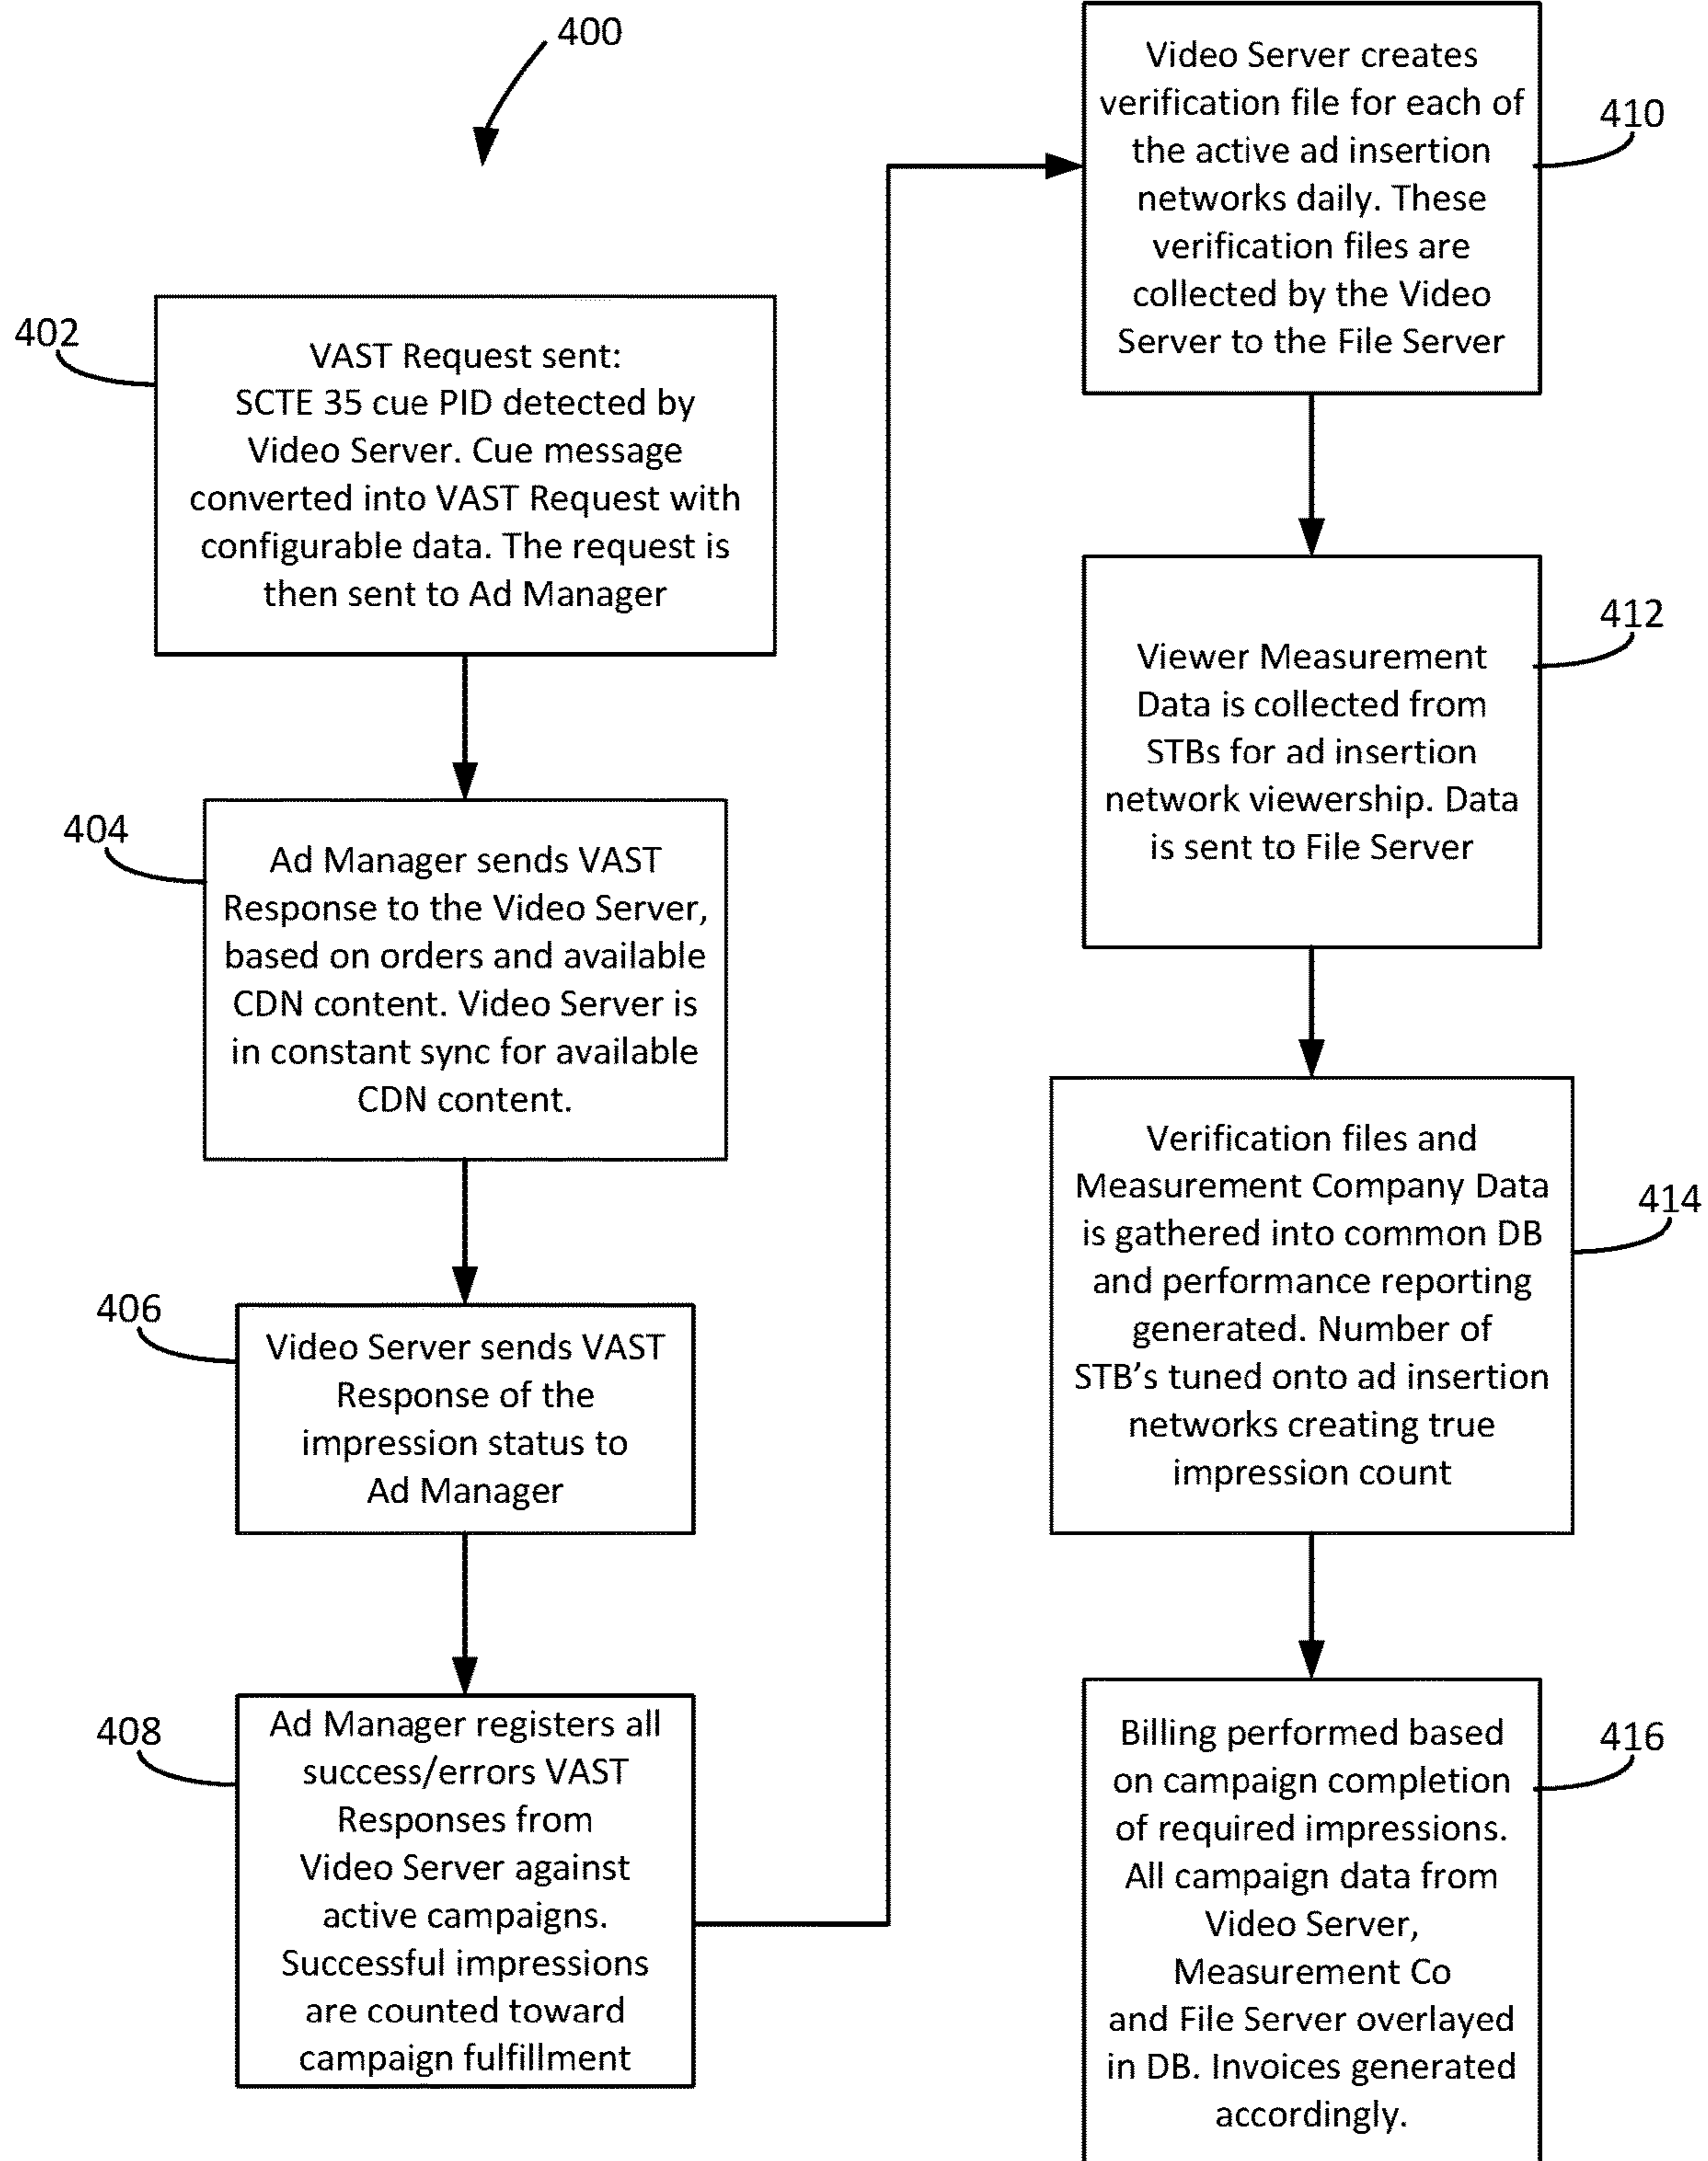 400
402
VAST Request sent:
SCTE 35 cue PID detected by
Video Server. Cue message
converted into VAST Request with
configurable data. The request is
then sent to Ad Manager
404
Ad Manager sends VAST
Response to the Video Server,
based on orders and available
CDN content. Video Server is
in constant sync for available
CDN content.
406
Video Server sends VAST
Response of the
impression status to
Ad Manager
408
Ad Manager registers all
success/errors VAST
Responses from
Video Server against
active campaigns.
Successful impressions
are counted toward
campaign fulfillment
410
Video Server creates
verification file for each of
the active ad insertion
networks daily. These
verification files are
collected by the Video
Server to the File Server
412
Viewer Measurement
Data is collected from
STBs for ad insertion
network viewership. Data
is sent to File Server
414
Verification files and
Measurement Company Data
is gathered into common DB
and performance reporting
generated. Number of
STB's tuned onto ad insertion
networks creating true
impression count
416
Billing performed based
on campaign completion
of required impressions.
All campaign data from
Video Server,
Measurement Co
and File Server overlayed
in DB. Invoices generated
accordingly.